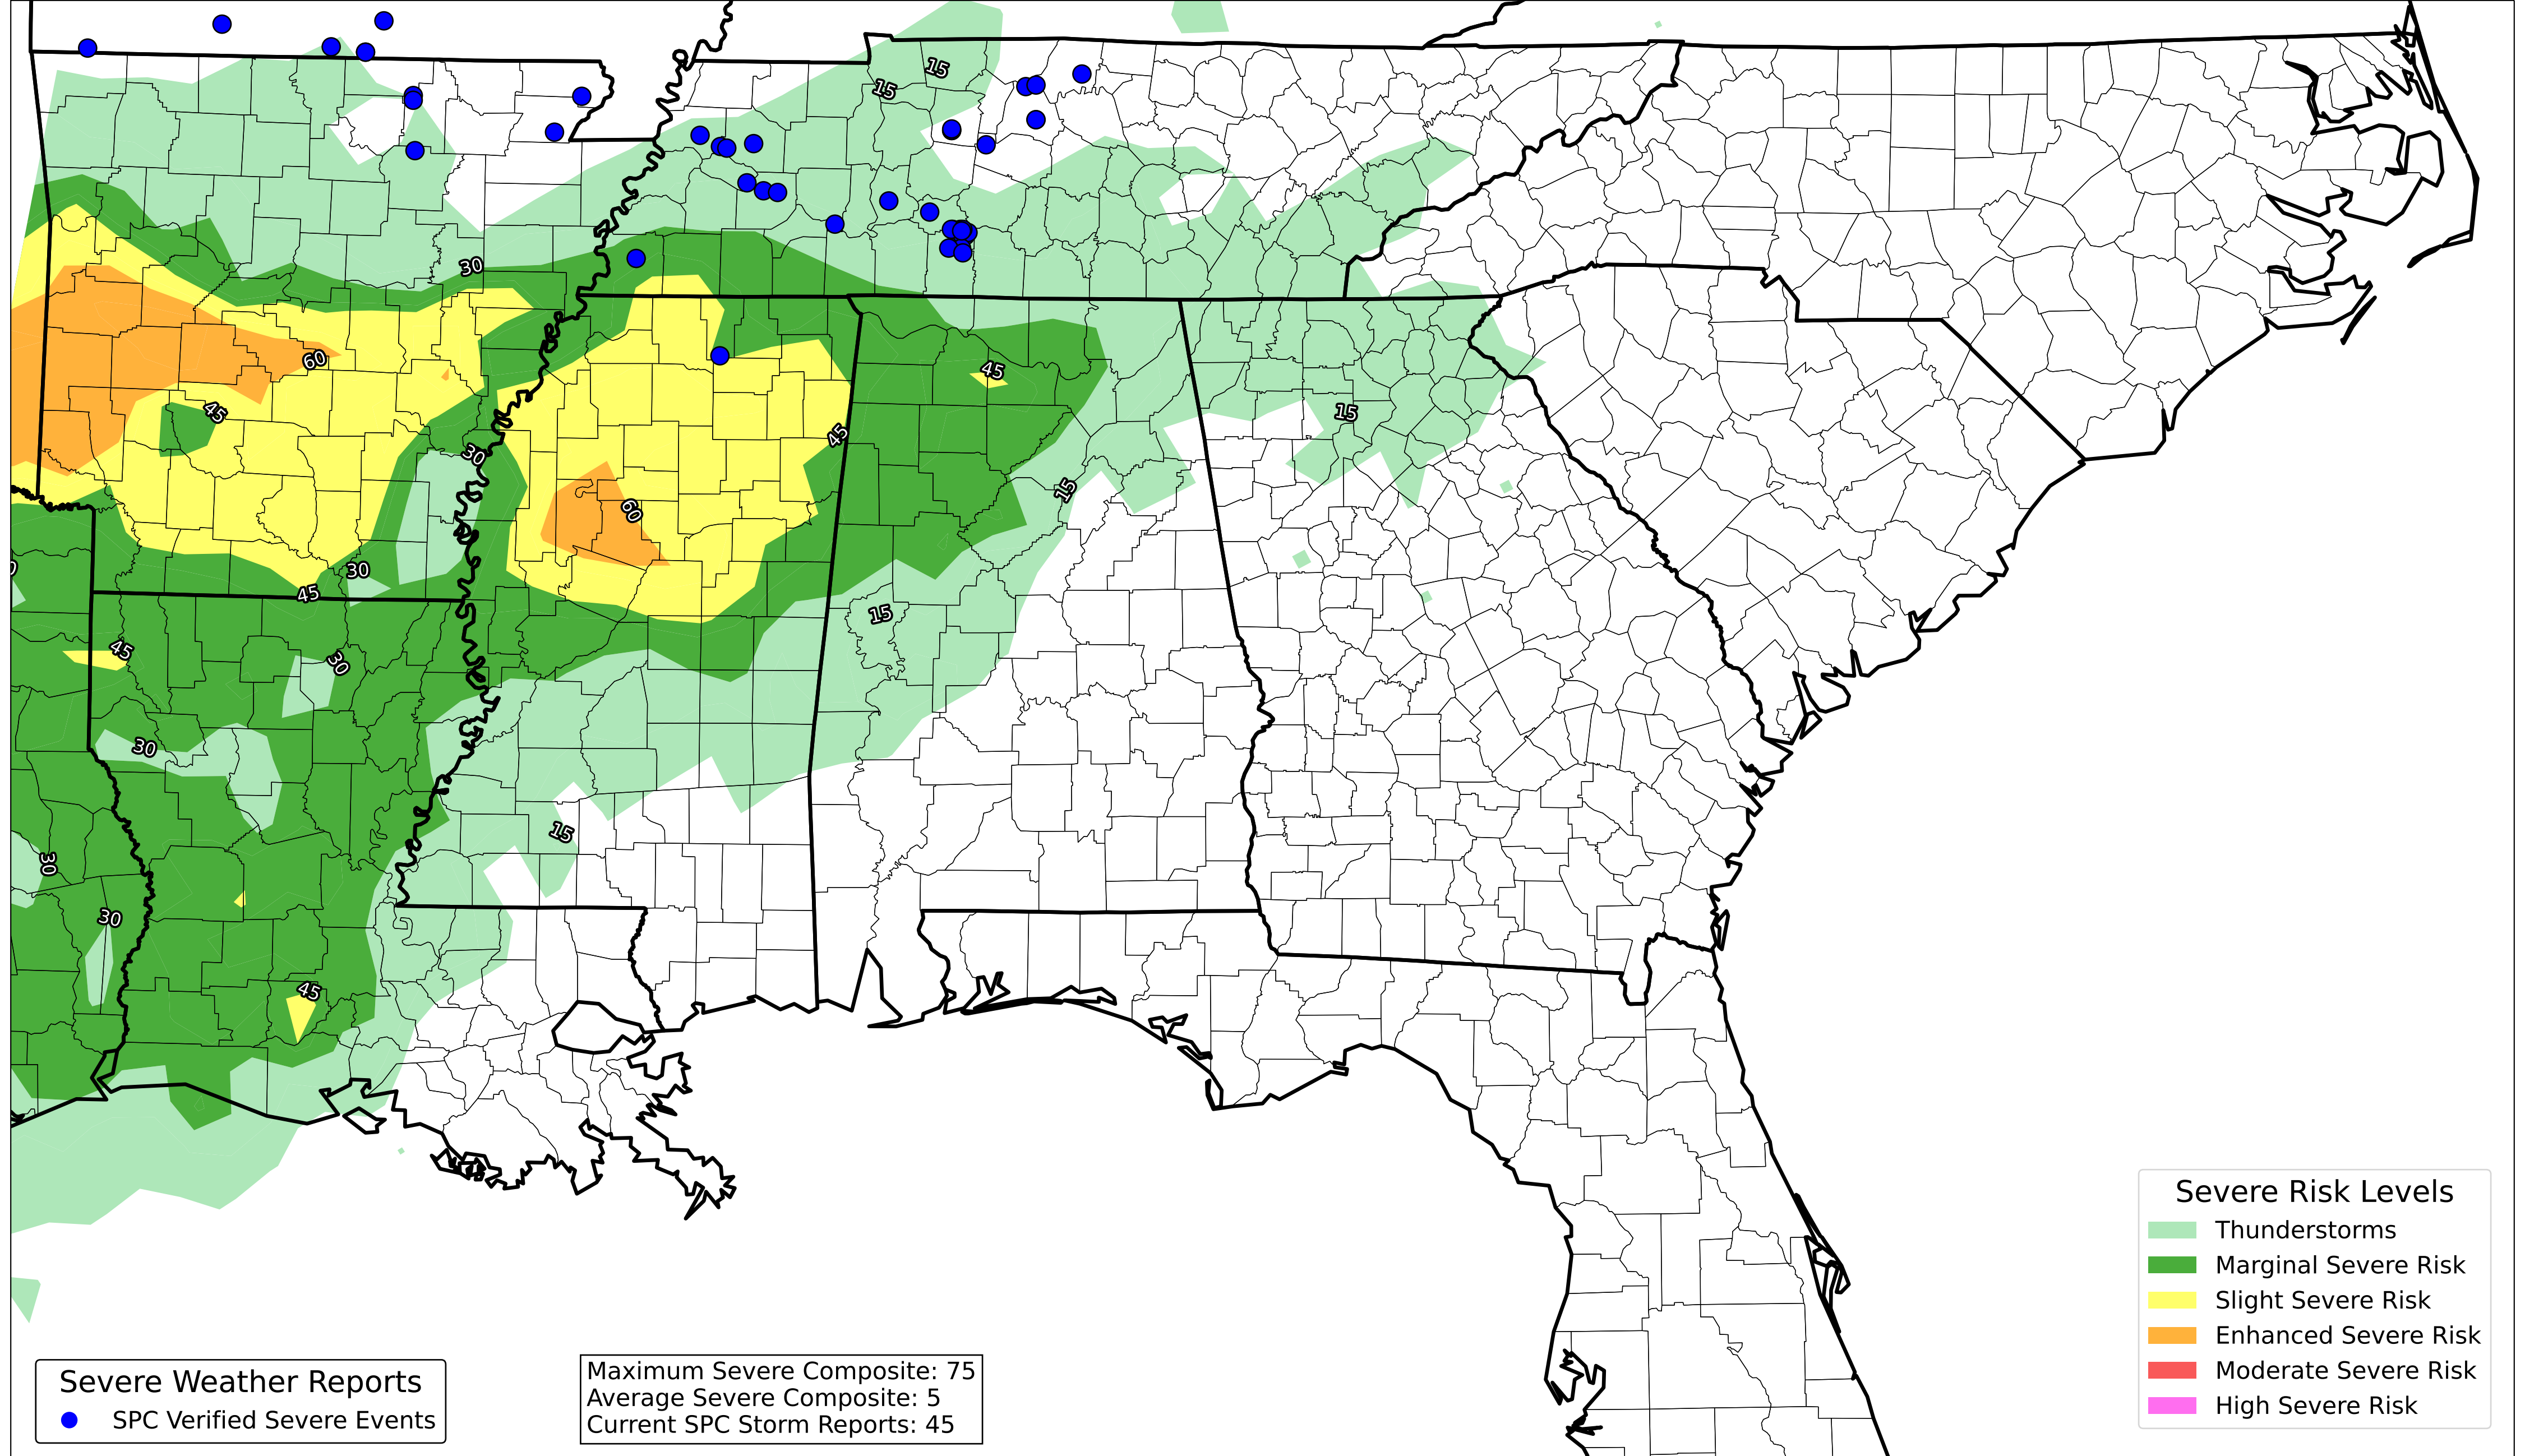 15
15
30
60
45
45
45
30
15
15
60
30
45
15
45
30
30
15
30
30
45
Severe Risk Levels
Thunderstorms
Marginal Severe Risk
Slight Severe Risk
Enhanced Severe Risk
Moderate Severe Risk
High Severe Risk
Severe Weather Reports
SPC Verified Severe Events
Maximum Severe Composite: 75
Average Severe Composite: 5
Current SPC Storm Reports: 45